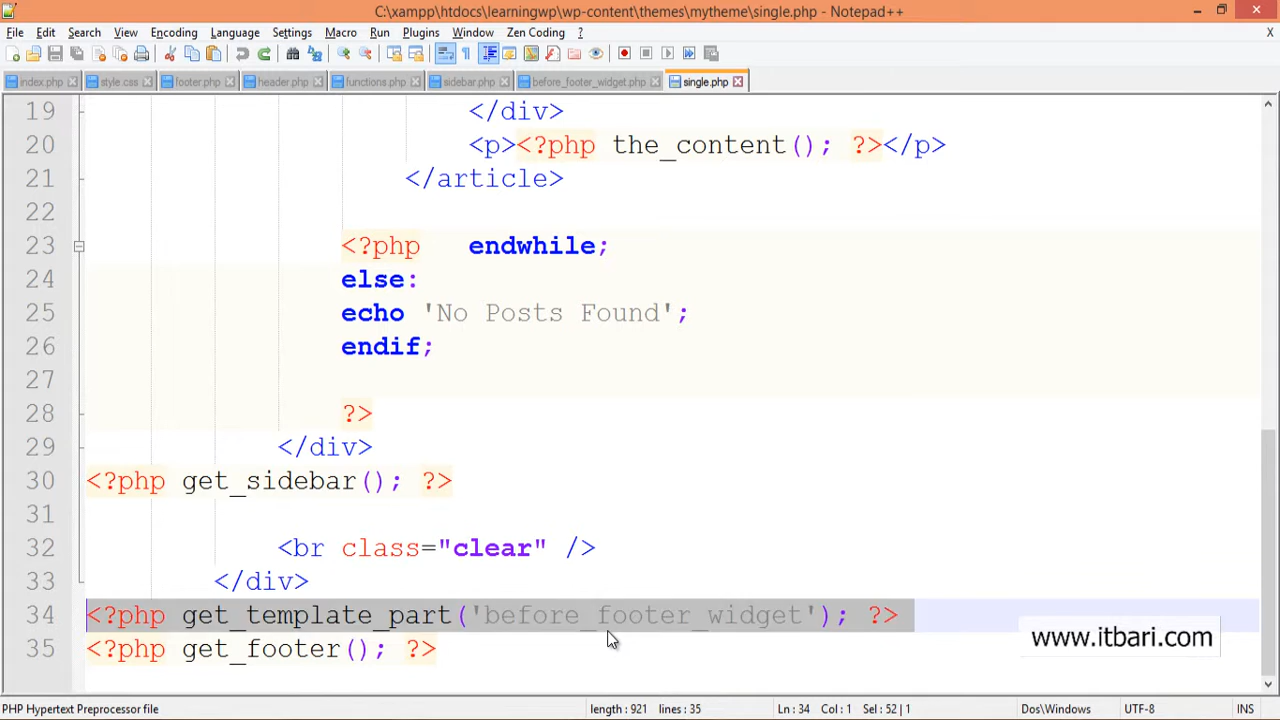 C:\xampp\htdocs\learningwp\wp-content\themes\mytheme\single.php - Notepad++
File Edit Search View Encoding Language Settings Macro Run Plugins Window Zen Coding ? X
index.php style.css footer.php header.php functions.php sidebar.php before_footer_widget.php single.php
19 </div>
20 <p><?php the_content(); ?></p>
21 </article>
22
23 <?php endwhile;
24 else:
25 echo 'No Posts Found';
26 endif;
27
28 ?>
29 </div>
30 <?php get_sidebar(); ?>
31
32 <br class="clear" />
33 </div>
34 <?php get_template_part('before_footer_widget'); ?>
35 <?php get_footer(); ?>
www.itbari.com
PHP Hypertext Preprocessor file length : 921 lines : 35 Ln : 34 Col : 1 Sel : 52 | 1 Dos\Windows UTF-8 INS